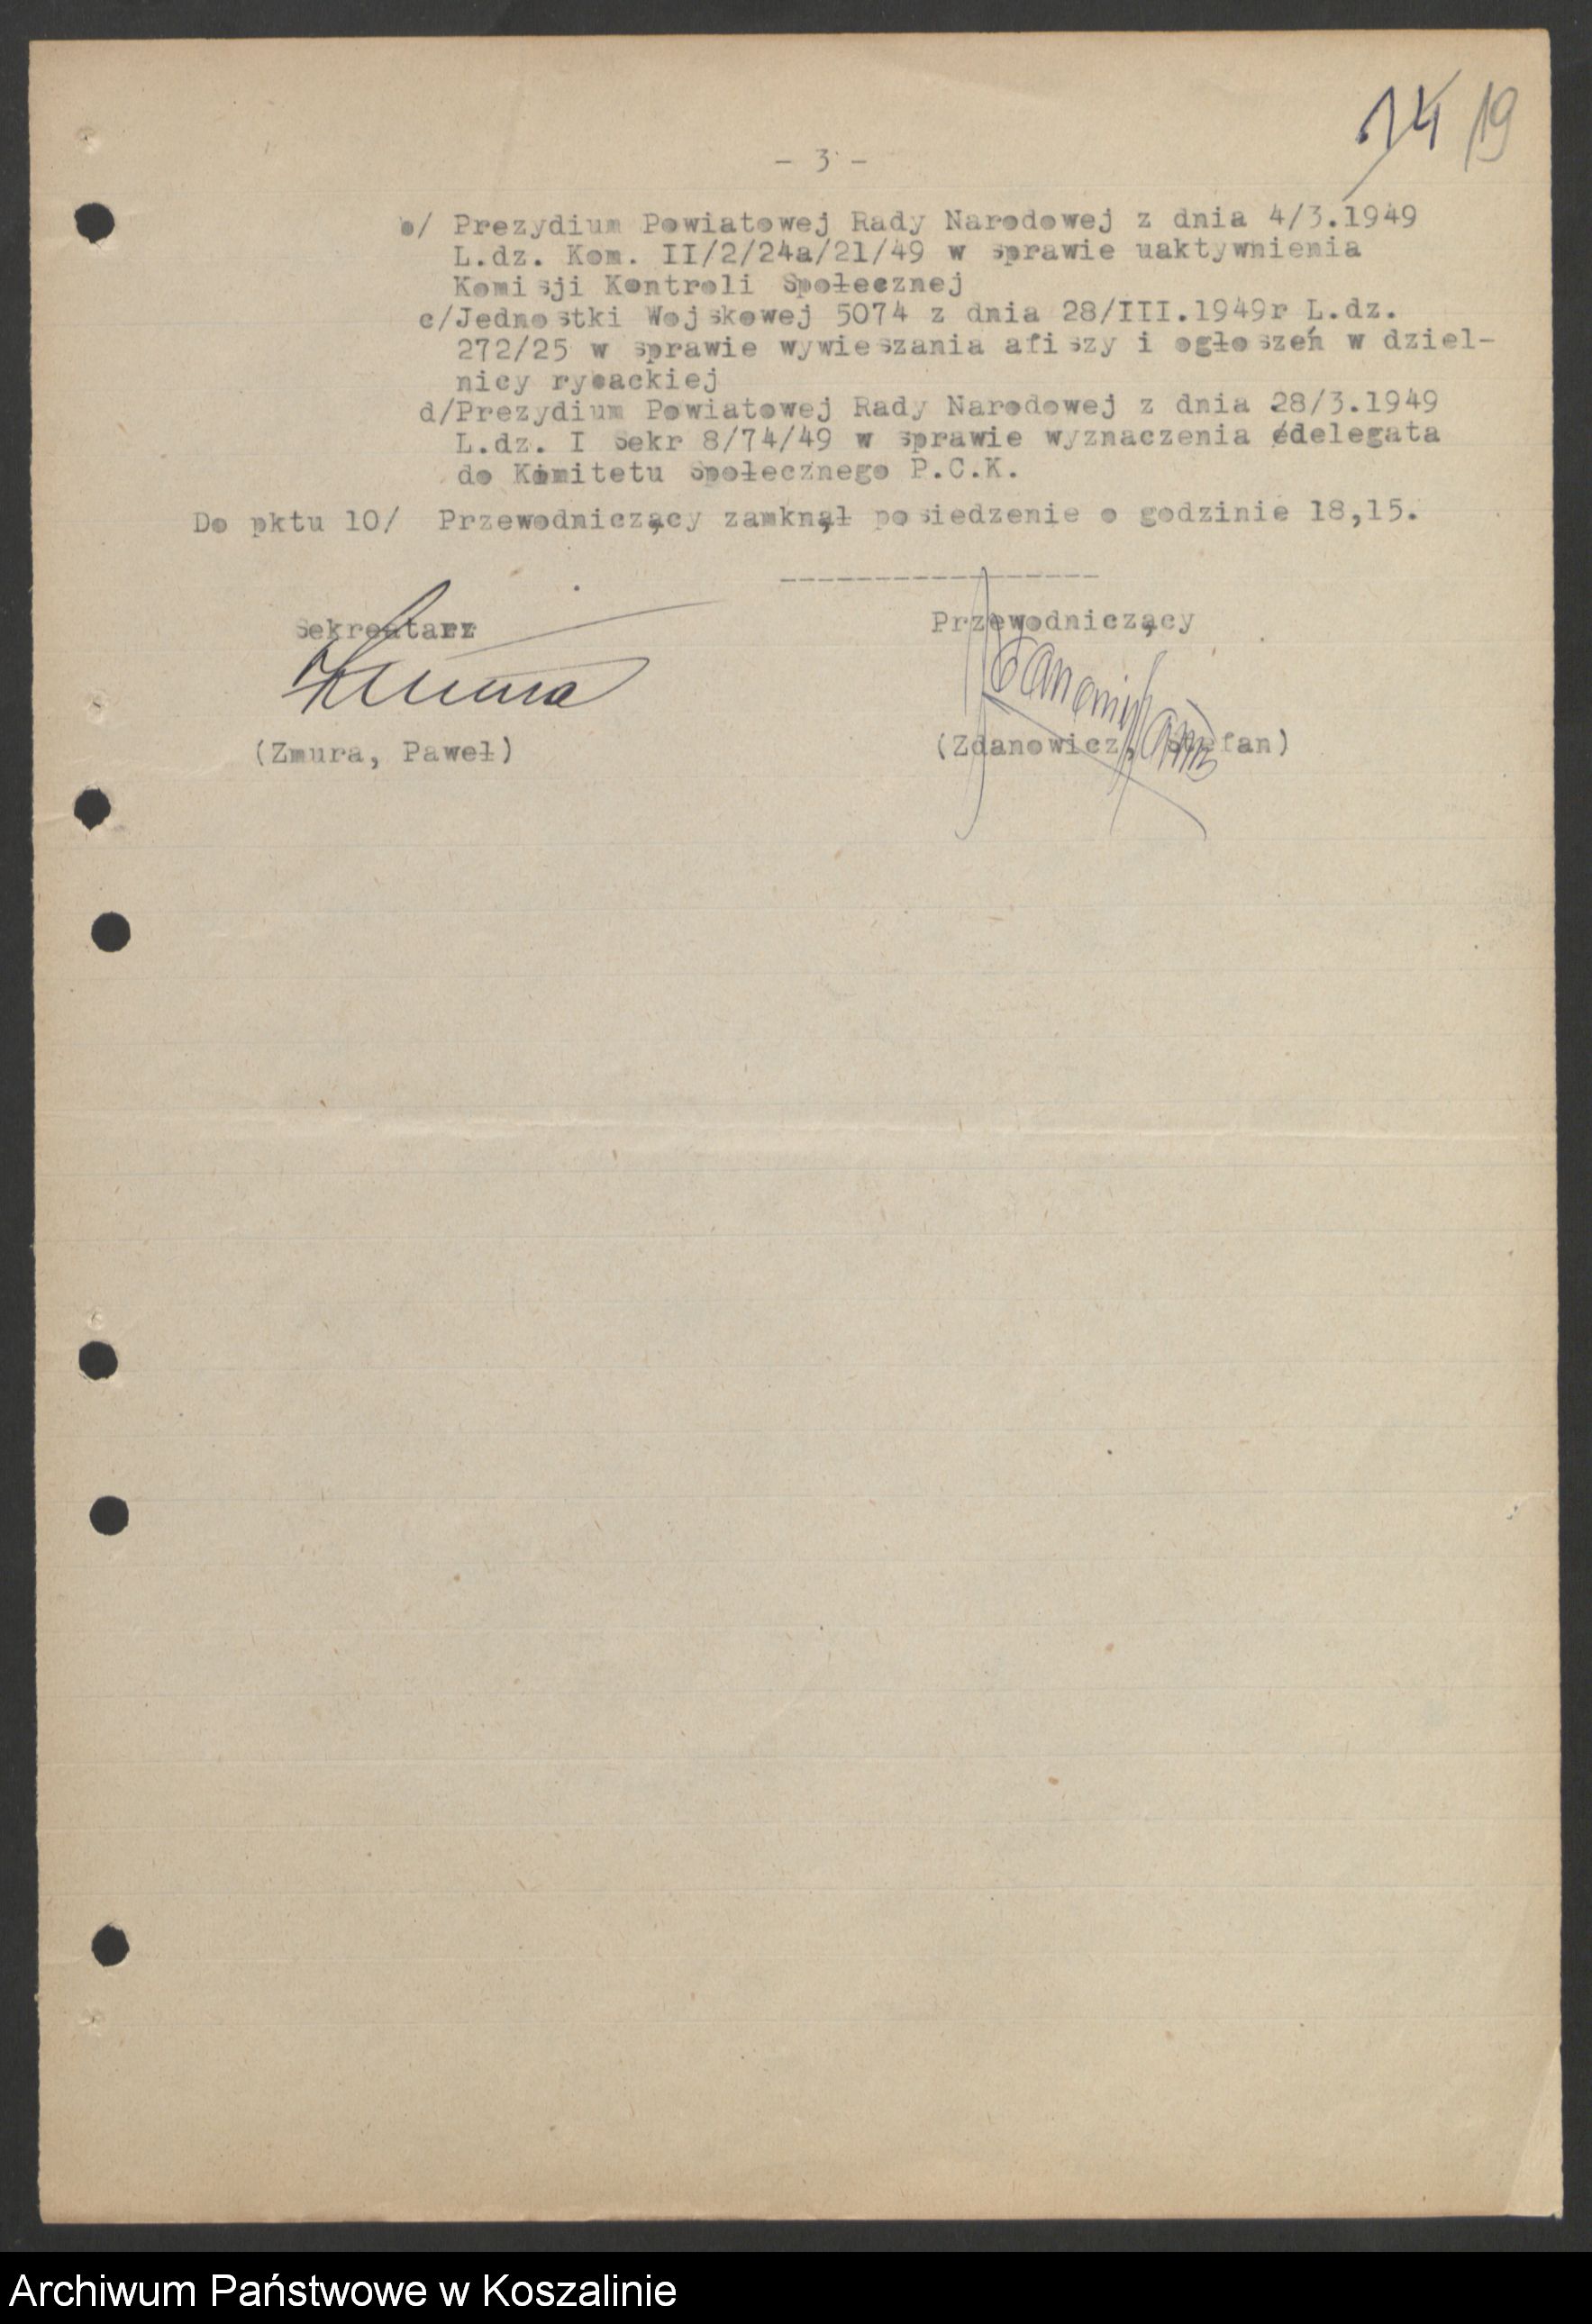 14 19
- 3 -
b/ Prezydium Powiatowej Rady Narodowej z dnia 4/3.1949
L.dz. Kom. II/2/24a/21/49 w sprawie uaktywnienia
Komisji Kontroli Społecznej
c/Jednostki Wojskowej 5074 z dnia 28/III.1949r L.dz.
272/25 w sprawie wywieszania afiszy i ogłoszeń w dziel-
nicy rybackiej
d/Prezydium Powiatowej Rady Narodowej z dnia 28/3.1949
L.dz. I Sekr 8/74/49 w sprawie wyznaczenia delegata
do Komitetu Społecznego P.C.K.
Do pktu 10/ Przewodniczący zamknął posiedzenie o godzinie 18,15.
-----------------
Sekreatarz Przewodniczący
Zmura
(Zmura, Paweł) (Zdanowicz, Stefan)
Archiwum Państwowe w Koszalinie